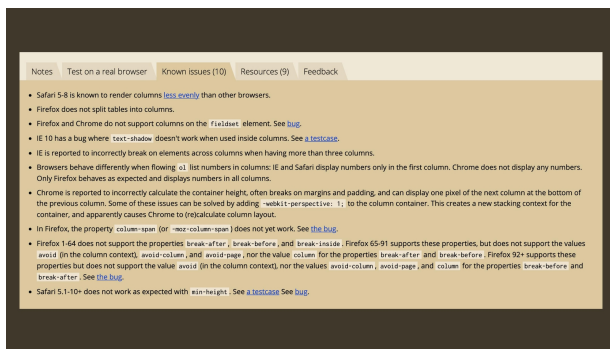 Notes
Test on a real browser
Known issues (10)
Resources (9)
Feedback
• Safari 5-8 is known to render columns less evenly than other browsers.
• Firefox does not split tables into columns.
• Firefox and Chrome do not support columns on the fieldset element. See bug.
• IE 10 has a bug where text-shadow doesn't work when used inside columns. See a testcase.
• IE is reported to incorrectly break on elements across columns when having more than three columns.
• Browsers behave differently when flowing ol list numbers in columns: IE and Safari display numbers only in the first column. Chrome does not display any numbers.
Only Firefox behaves as expected and displays numbers in all columns.
• Chrome is reported to incorrectly calculate the container height, often breaks on margins and padding, and can display one pixel of the next column at the bottom of
the previous column. Some of these issues can be solved by adding -webkit-perspective: 1; to the column container. This creates a new stacking context for the
container, and apparently causes Chrome to (re)calculate column layout.
• In Firefox, the property column-span (or -moz-column-span) does not yet work. See the bug.
• Firefox 1-64 does not support the properties break-after, break-before, and break-inside. Firefox 65-91 supports these properties, but does not support the values
avoid (in the column context), avoid-column, and avoid-page, nor the value column for the properties break-after and break-before. Firefox 92+ supports these
properties but does not support the value avoid (in the column context), nor the values avoid-column, avoid-page, and column for the properties break-before and
break-after. See the bug.
• Safari 5.1-10+ does not work as expected with min-height. See a testcase See bug.